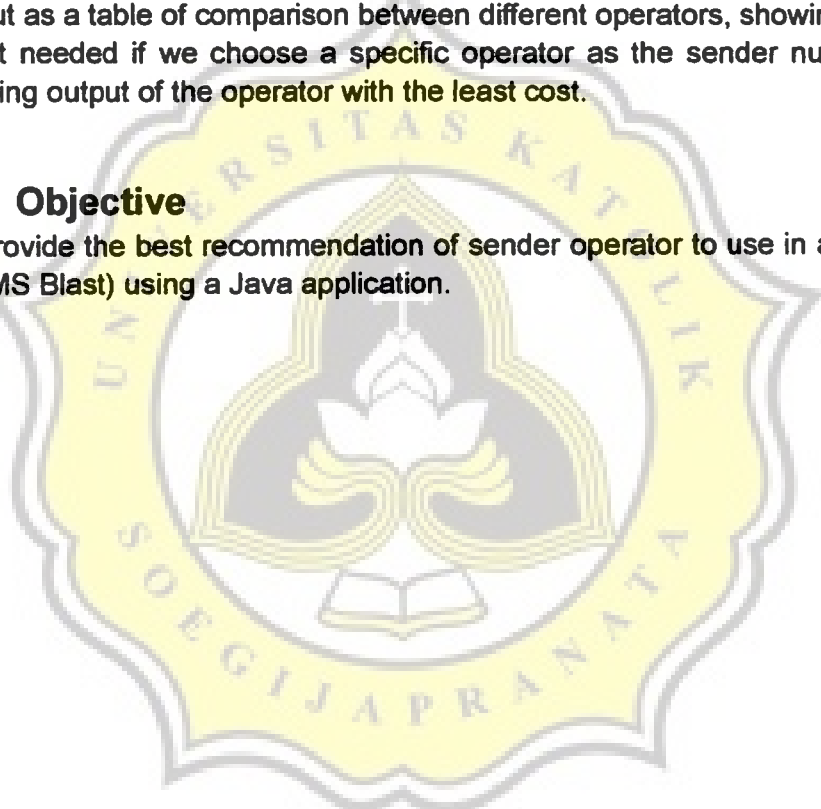 ut as a table of comparison between different operators, showin
t needed if we choose a specific operator as the sender nu
ing output of the operator with the least cost.
Objective
rovide the best recommendation of sender operator to use in a
MS Blast) using a Java application.
UNIVERSITAS KATOLIK
SOEGIJAPRANATA